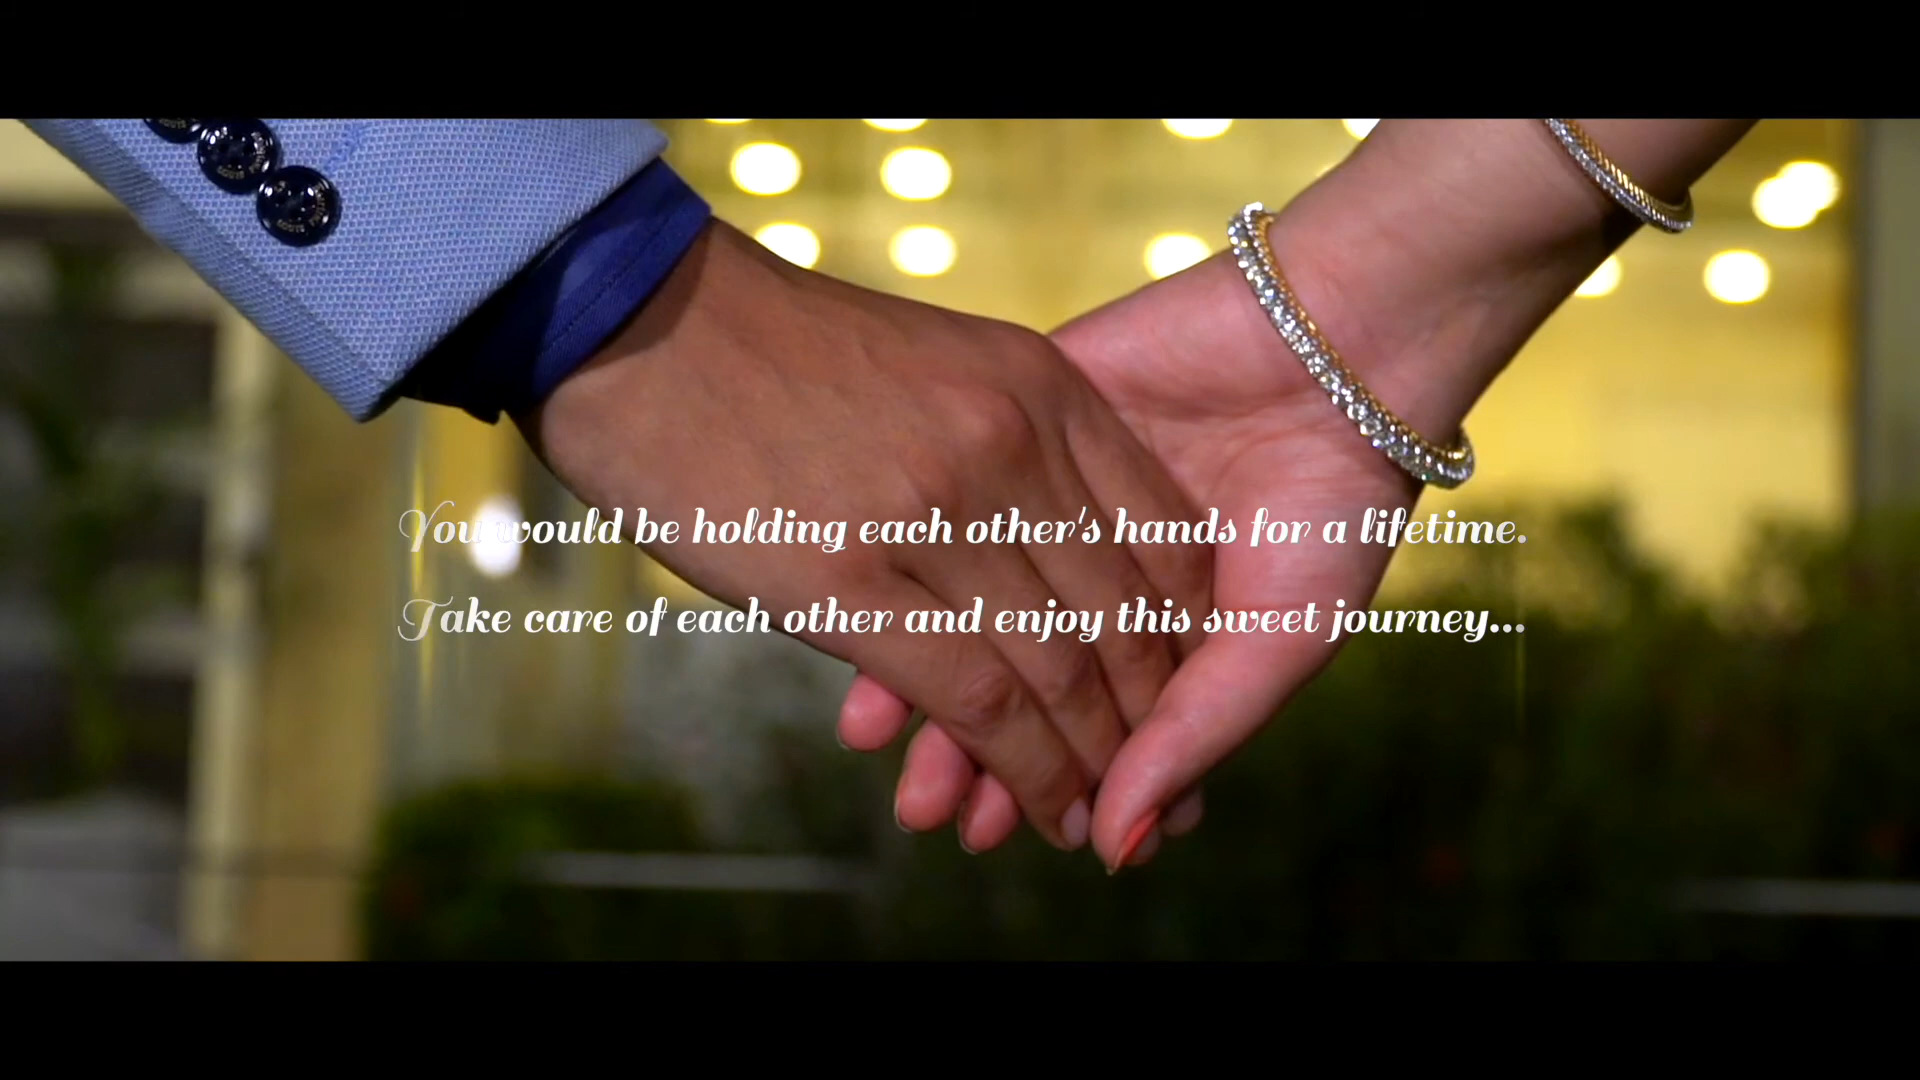 You would be holding each other's hands for a lifetime.
Take care of each other and enjoy this sweet journey...